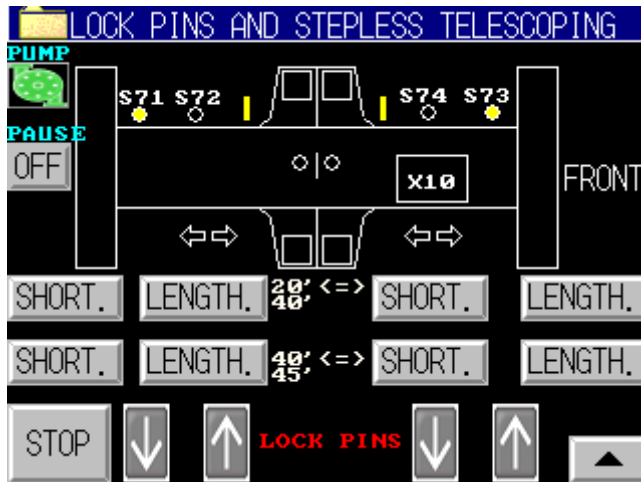 LOCK PINS AND STEPLESS TELESCOPING
PUMP
S71 S72 S74 S73
PAUSE
OFF
X10
FRONT
SHORT. LENGTH. 20' <=> 40' SHORT. LENGTH.
SHORT. LENGTH. 40' <=> 45' SHORT. LENGTH.
STOP LOCK PINS